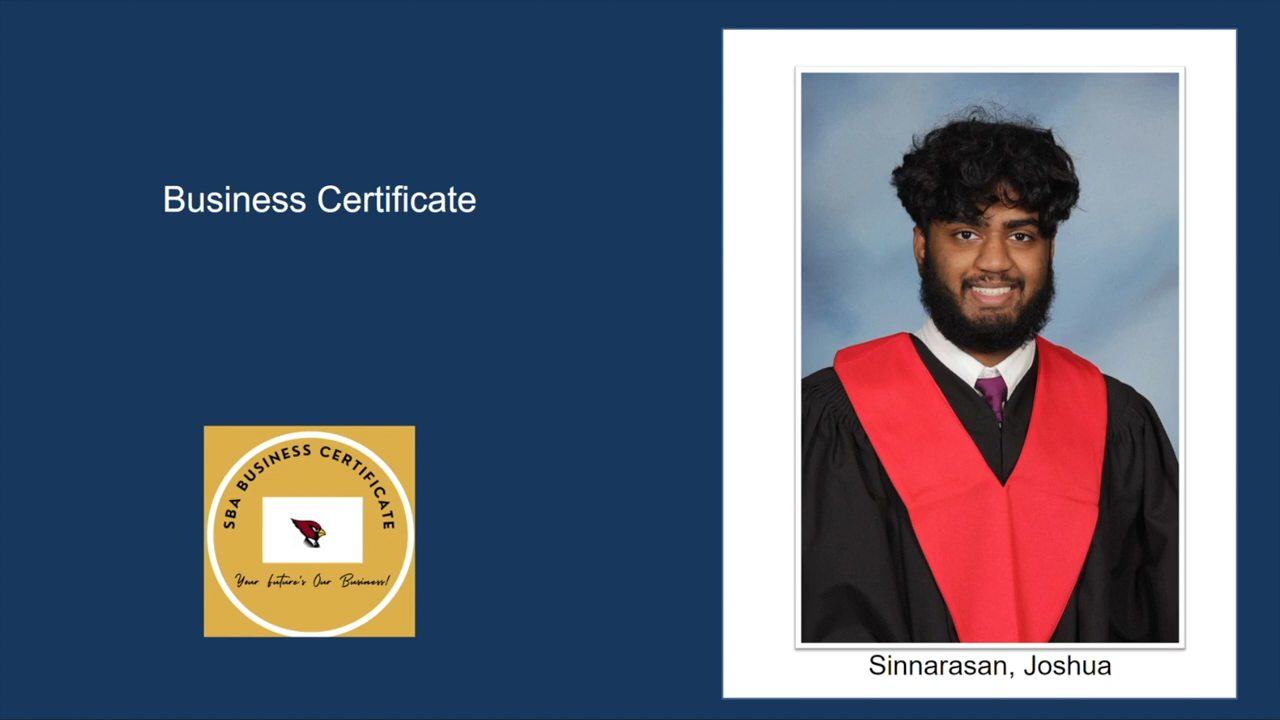 Business Certificate
SBA BUSINESS CERTIFICATE
Your future's Our Business!
Sinnarasan, Joshua